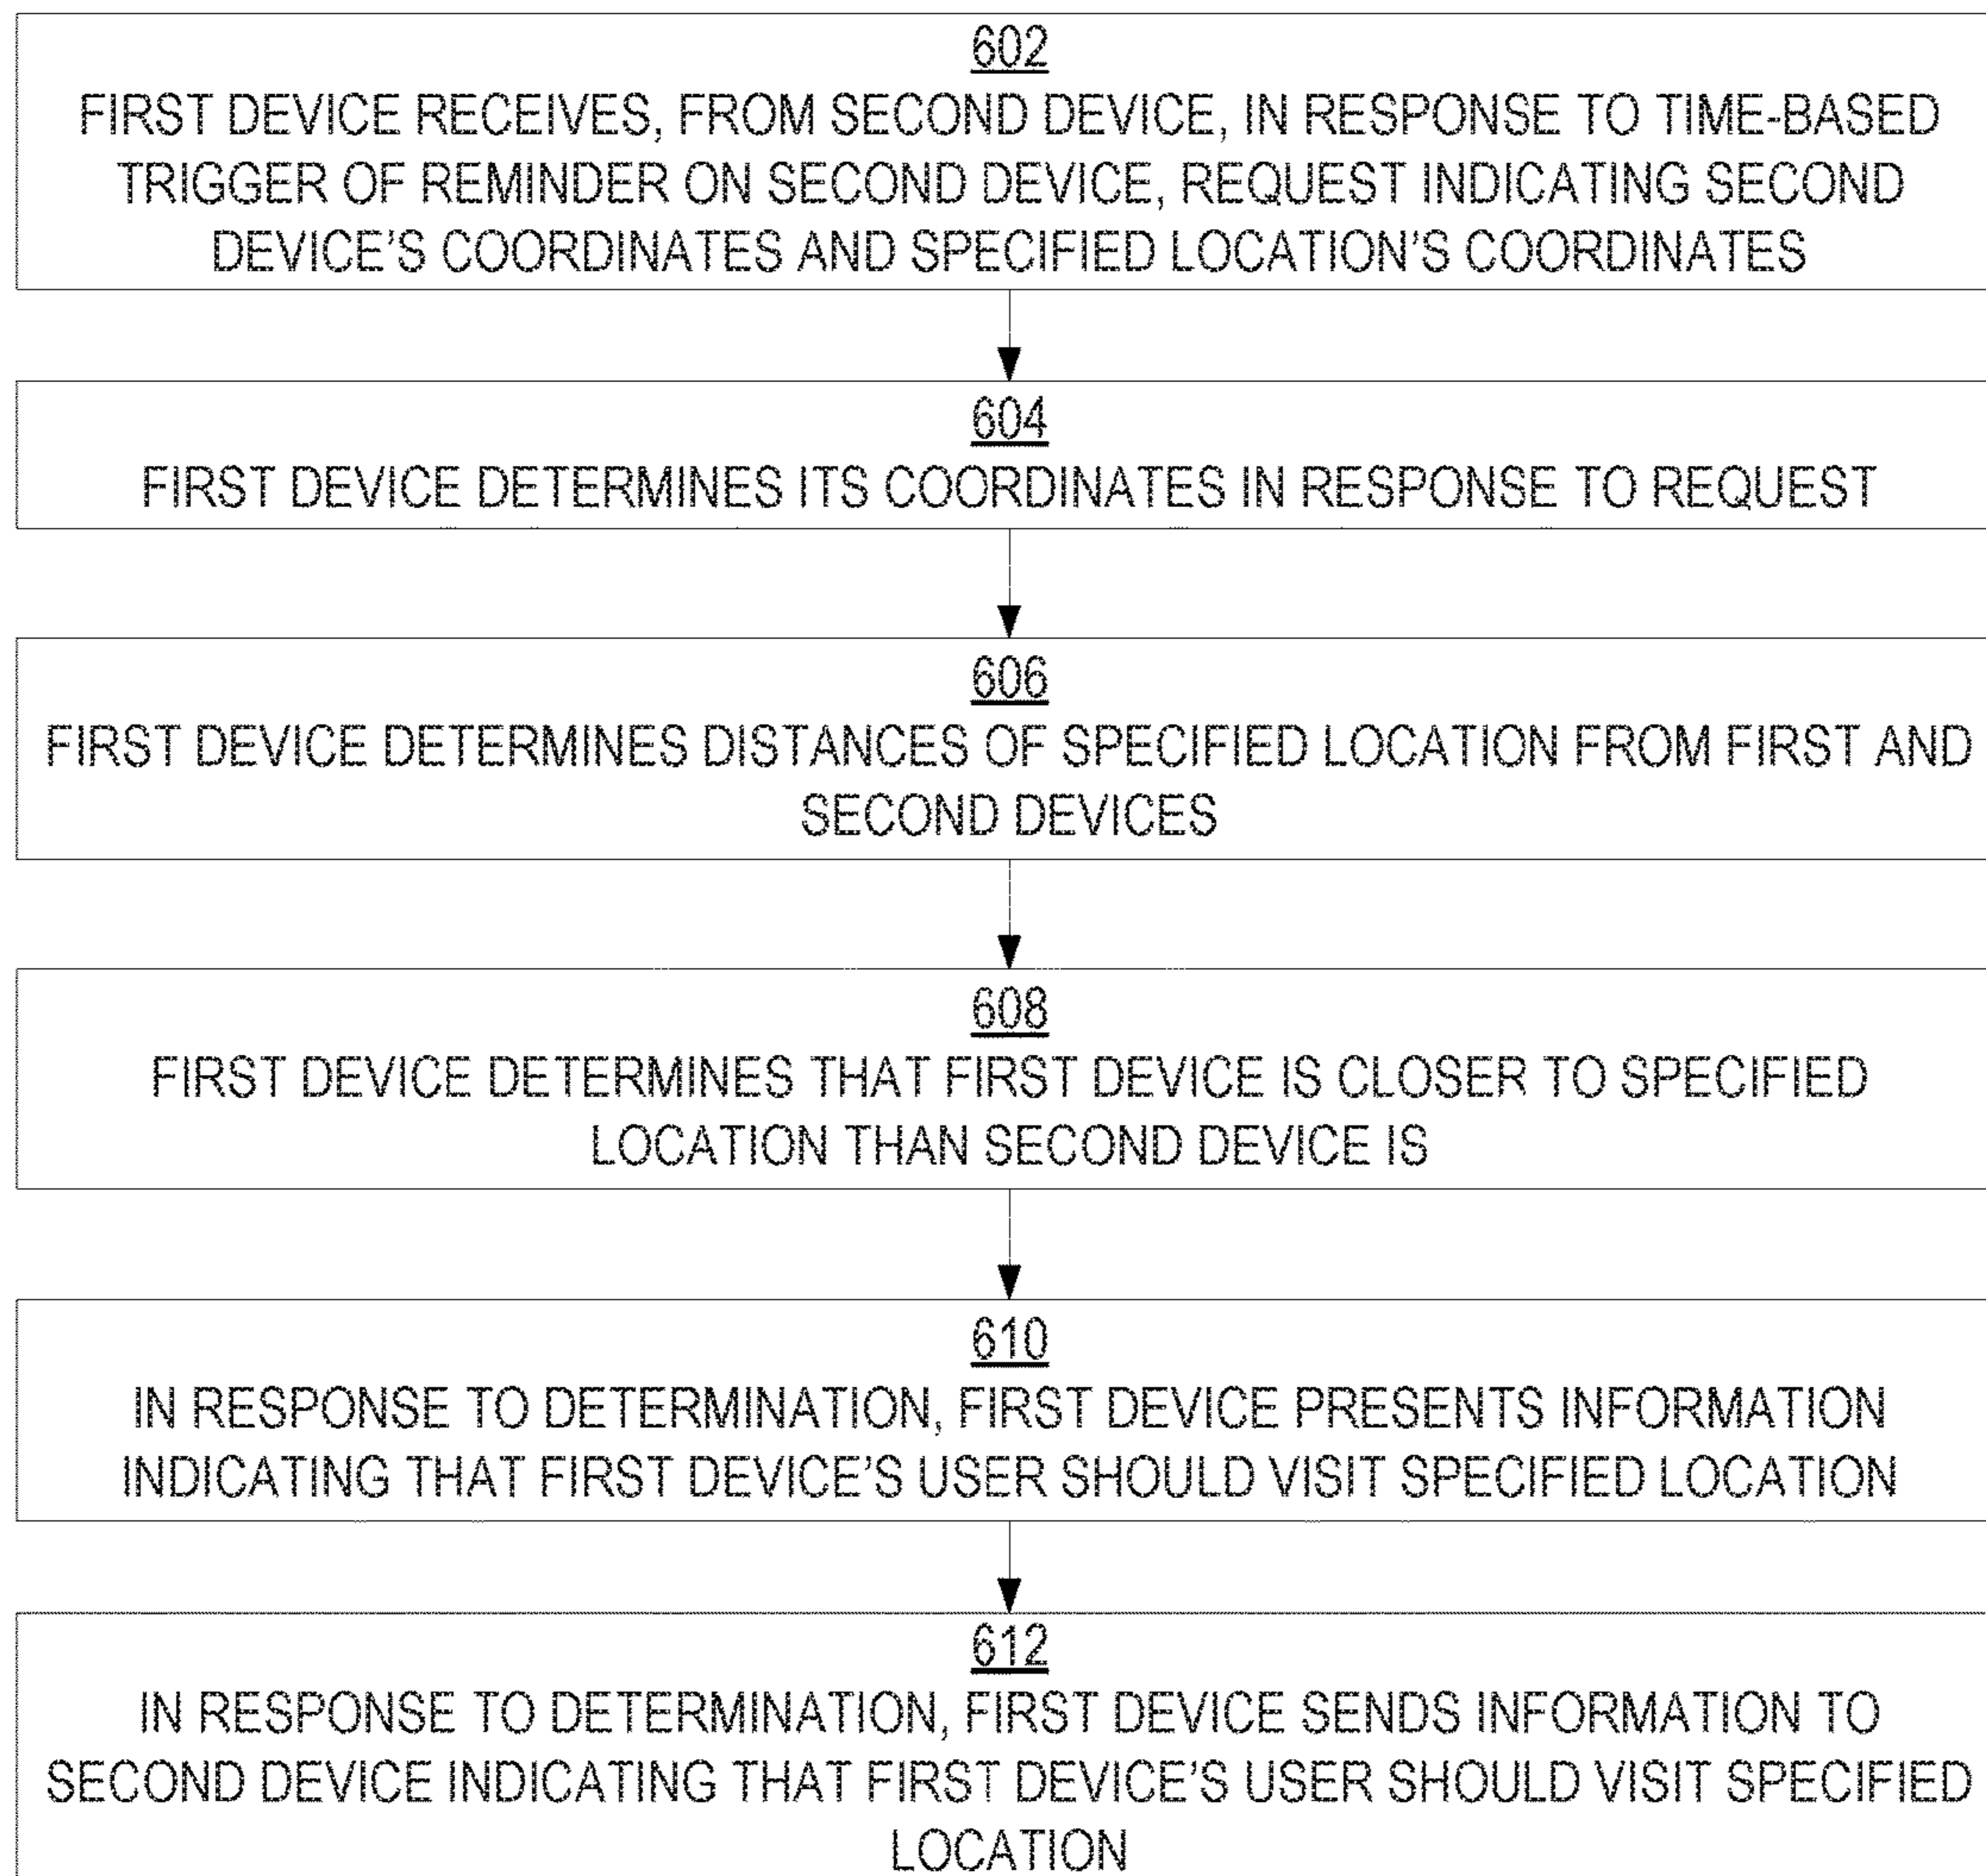 602
FIRST DEVICE RECEIVES, FROM SECOND DEVICE, IN RESPONSE TO TIME-BASED
TRIGGER OF REMINDER ON SECOND DEVICE, REQUEST INDICATING SECOND
DEVICE'S COORDINATES AND SPECIFIED LOCATION'S COORDINATES
604
FIRST DEVICE DETERMINES ITS COORDINATES IN RESPONSE TO REQUEST
606
FIRST DEVICE DETERMINES DISTANCES OF SPECIFIED LOCATION FROM FIRST AND
SECOND DEVICES
608
FIRST DEVICE DETERMINES THAT FIRST DEVICE IS CLOSER TO SPECIFIED
LOCATION THAN SECOND DEVICE IS
610
IN RESPONSE TO DETERMINATION, FIRST DEVICE PRESENTS INFORMATION
INDICATING THAT FIRST DEVICE'S USER SHOULD VISIT SPECIFIED LOCATION
612
IN RESPONSE TO DETERMINATION, FIRST DEVICE SENDS INFORMATION TO
SECOND DEVICE INDICATING THAT FIRST DEVICE'S USER SHOULD VISIT SPECIFIED
LOCATION